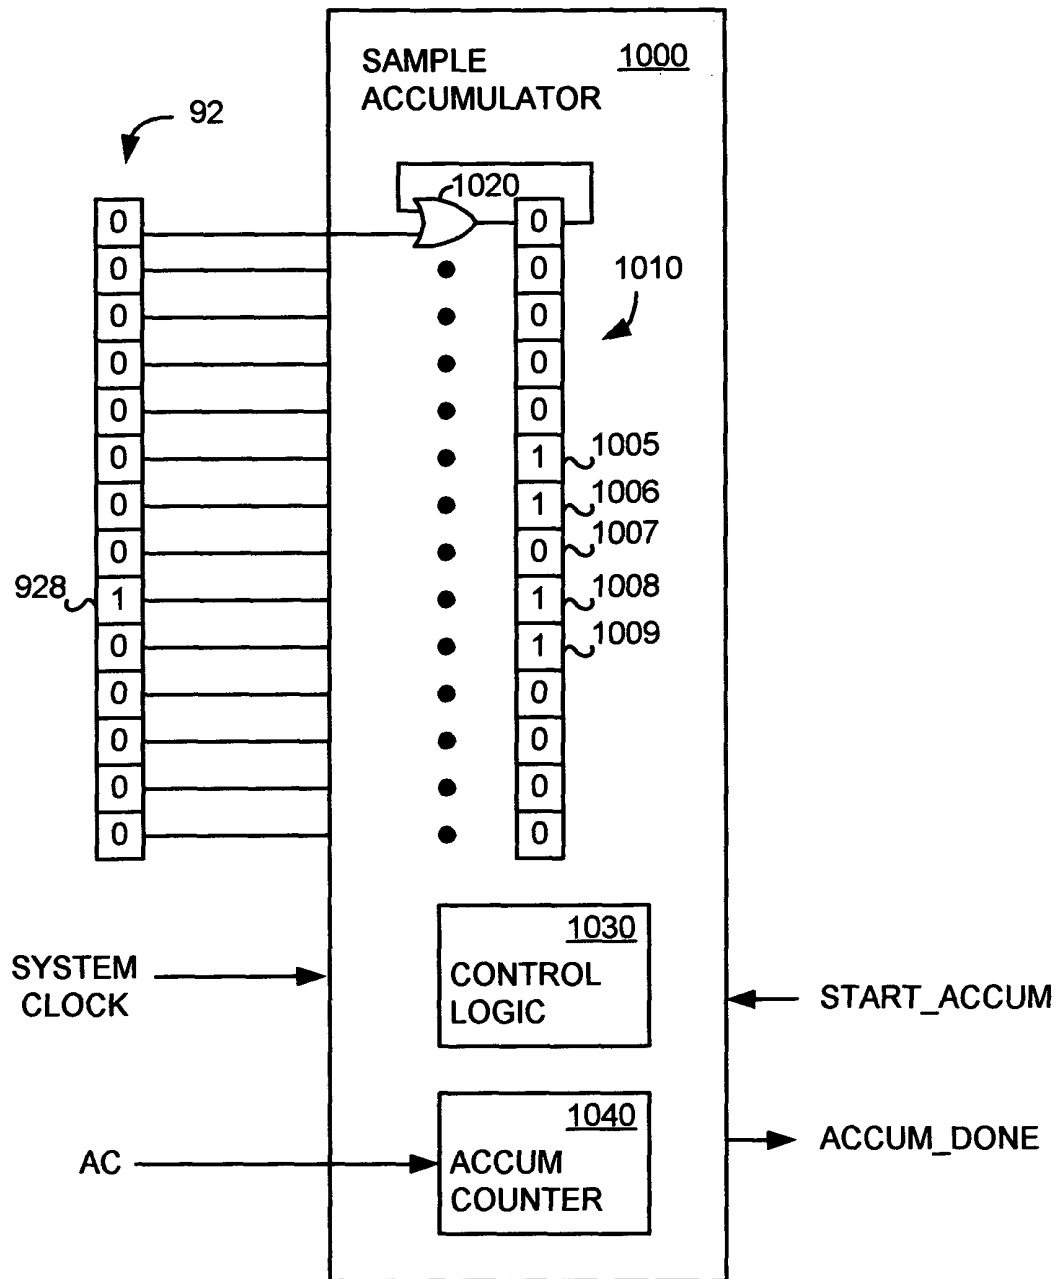 SAMPLE 1000
ACCUMULATOR
92
1020
0 0
0 0
1010
0 0
0 0
0 0
0 1 1005
0 1 1006
0 0 1007
928 1 1 1008
0 1 1009
0 0
0 0
0 0
0 0
1030
SYSTEM
CLOCK
CONTROL
LOGIC
START_ACCUM
1040
AC
ACCUM
COUNTER
ACCUM_DONE